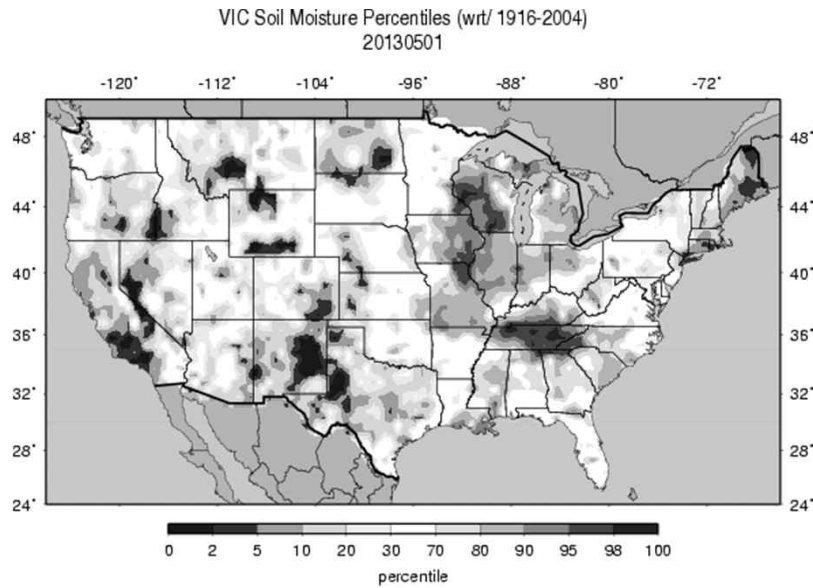 VIC Soil Moisture Percentiles (wrt/ 1916-2004)
20130501
-120° -112° -104° -96° -88° -80° -72°
48° 48°
44° 44°
40° 40°
36° 36°
32° 32°
28° 28°
24° 24°
0 2 5 10 20 30 70 80 90 95 98 100
percentile